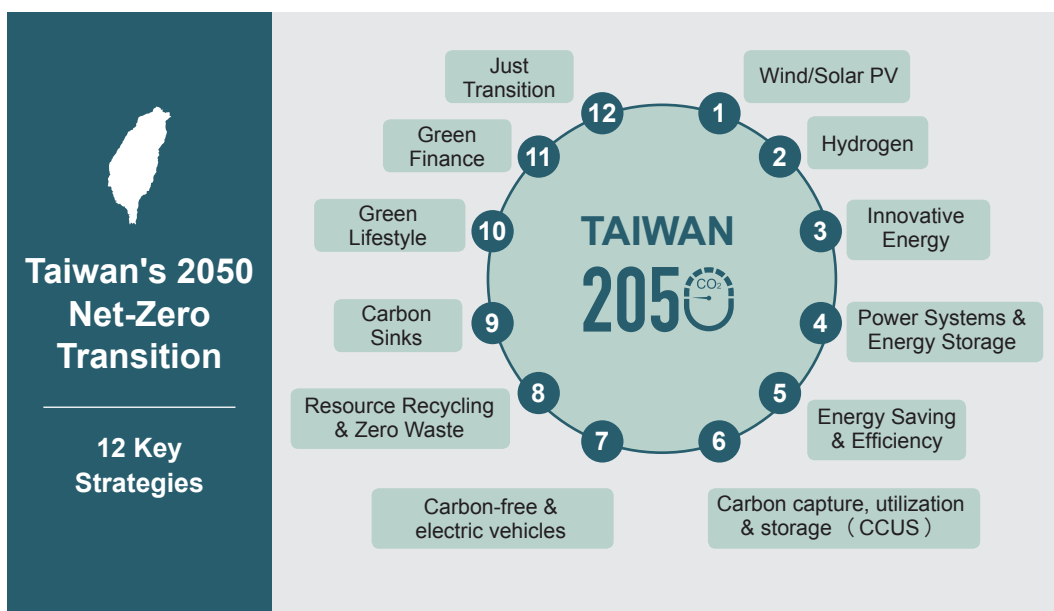 Taiwan's 2050
Net-Zero
Transition
12 Key
Strategies
TAIWAN
2050
CO₂
1
Wind/Solar PV
2
Hydrogen
3
Innovative
Energy
4
Power Systems &
Energy Storage
5
Energy Saving
& Efficiency
6
Carbon capture, utilization
& storage（CCUS）
7
Carbon-free &
electric vehicles
8
Resource Recycling
& Zero Waste
9
Carbon
Sinks
10
Green
Lifestyle
11
Green
Finance
12
Just
Transition